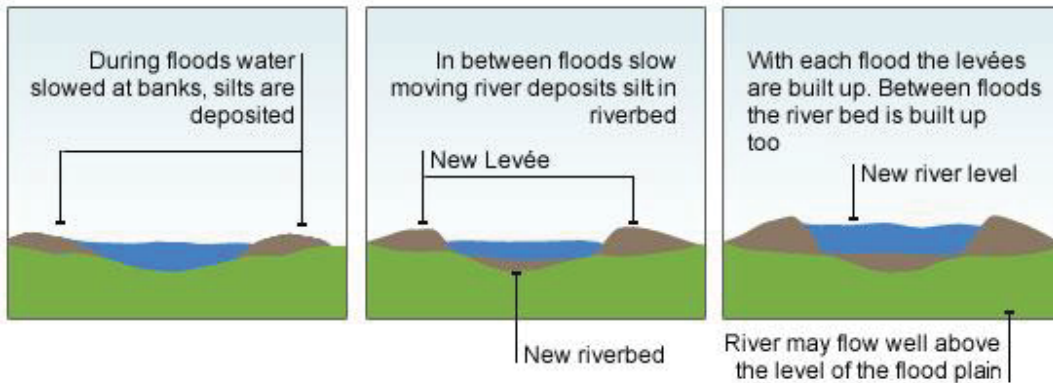 During floods water
slowed at banks, silts are
deposited
In between floods slow
moving river deposits silt in
riverbed
New Levée
New riverbed
With each flood the levées
are built up. Between floods
the river bed is built up
too
New river level
River may flow well above
the level of the flood plain